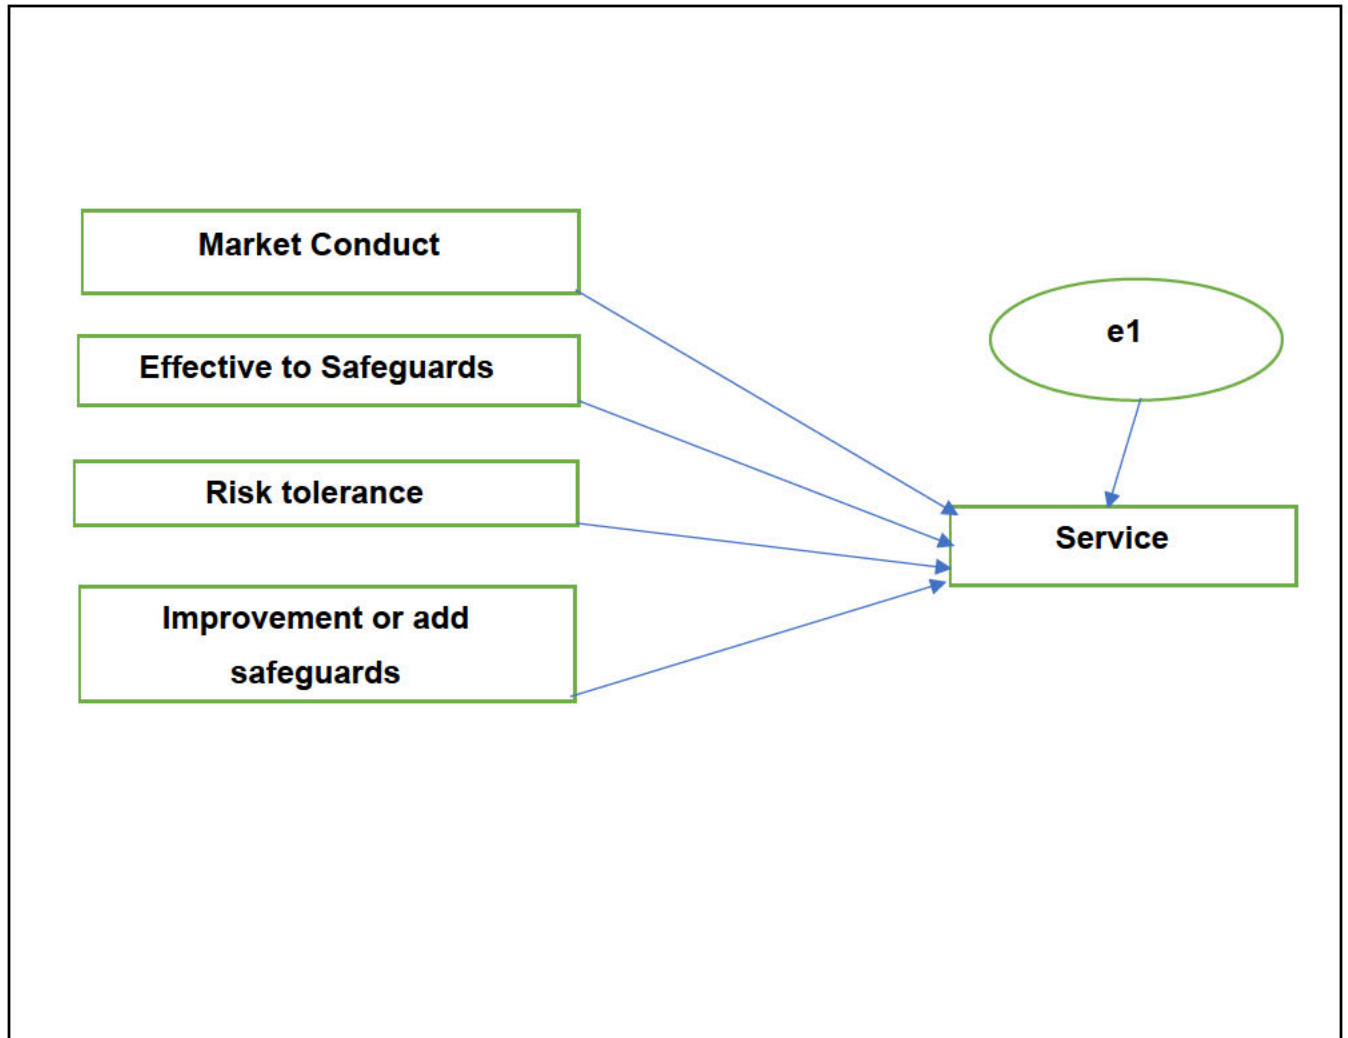 Market Conduct
Effective to Safeguards
Risk tolerance
Improvement or add
safeguards
e1
Service